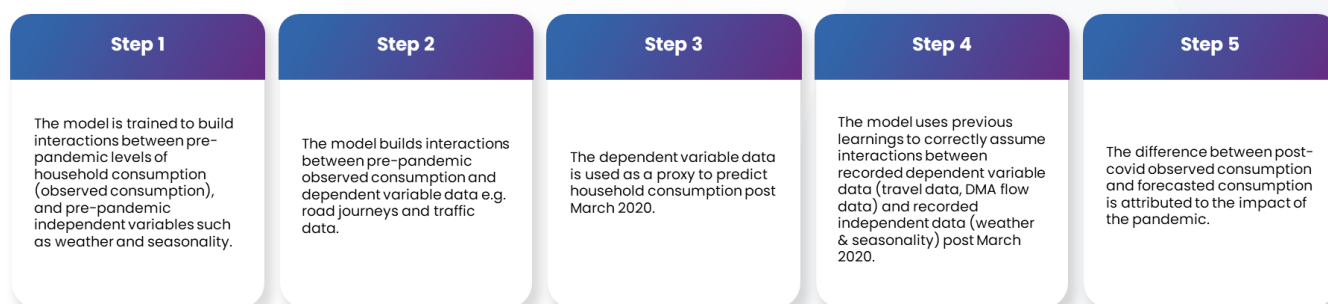 Step 1
The model is trained to build
interactions between pre-
pandemic levels of
household consumption
(observed consumption),
and pre-pandemic
independent variables such
as weather and seasonality.
Step 2
The model builds interactions
between pre-pandemic
observed consumption and
dependent variable data e.g.
road journeys and traffic
data.
Step 3
The dependent variable data
is used as a proxy to predict
household consumption post
March 2020.
Step 4
The model uses previous
learnings to correctly assume
interactions between
recorded dependent variable
data (travel data, DMA flow
data) and recorded
independent data (weather
& seasonality) post March
2020.
Step 5
The difference between post-
covid observed consumption
and forecasted consumption
is attributed to the impact of
the pandemic.